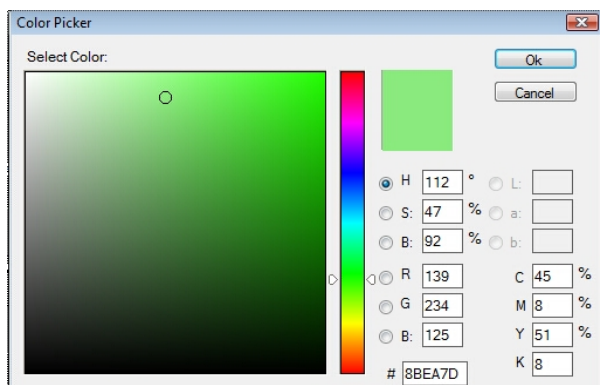 Color Picker
Select Color:
Ok
Cancel
H 112 ° L:
S: 47 % a:
B: 92 % b:
R 139 C 45 %
G 234 M 8 %
B: 125 Y 51 %
K 8
# 8BEA7D